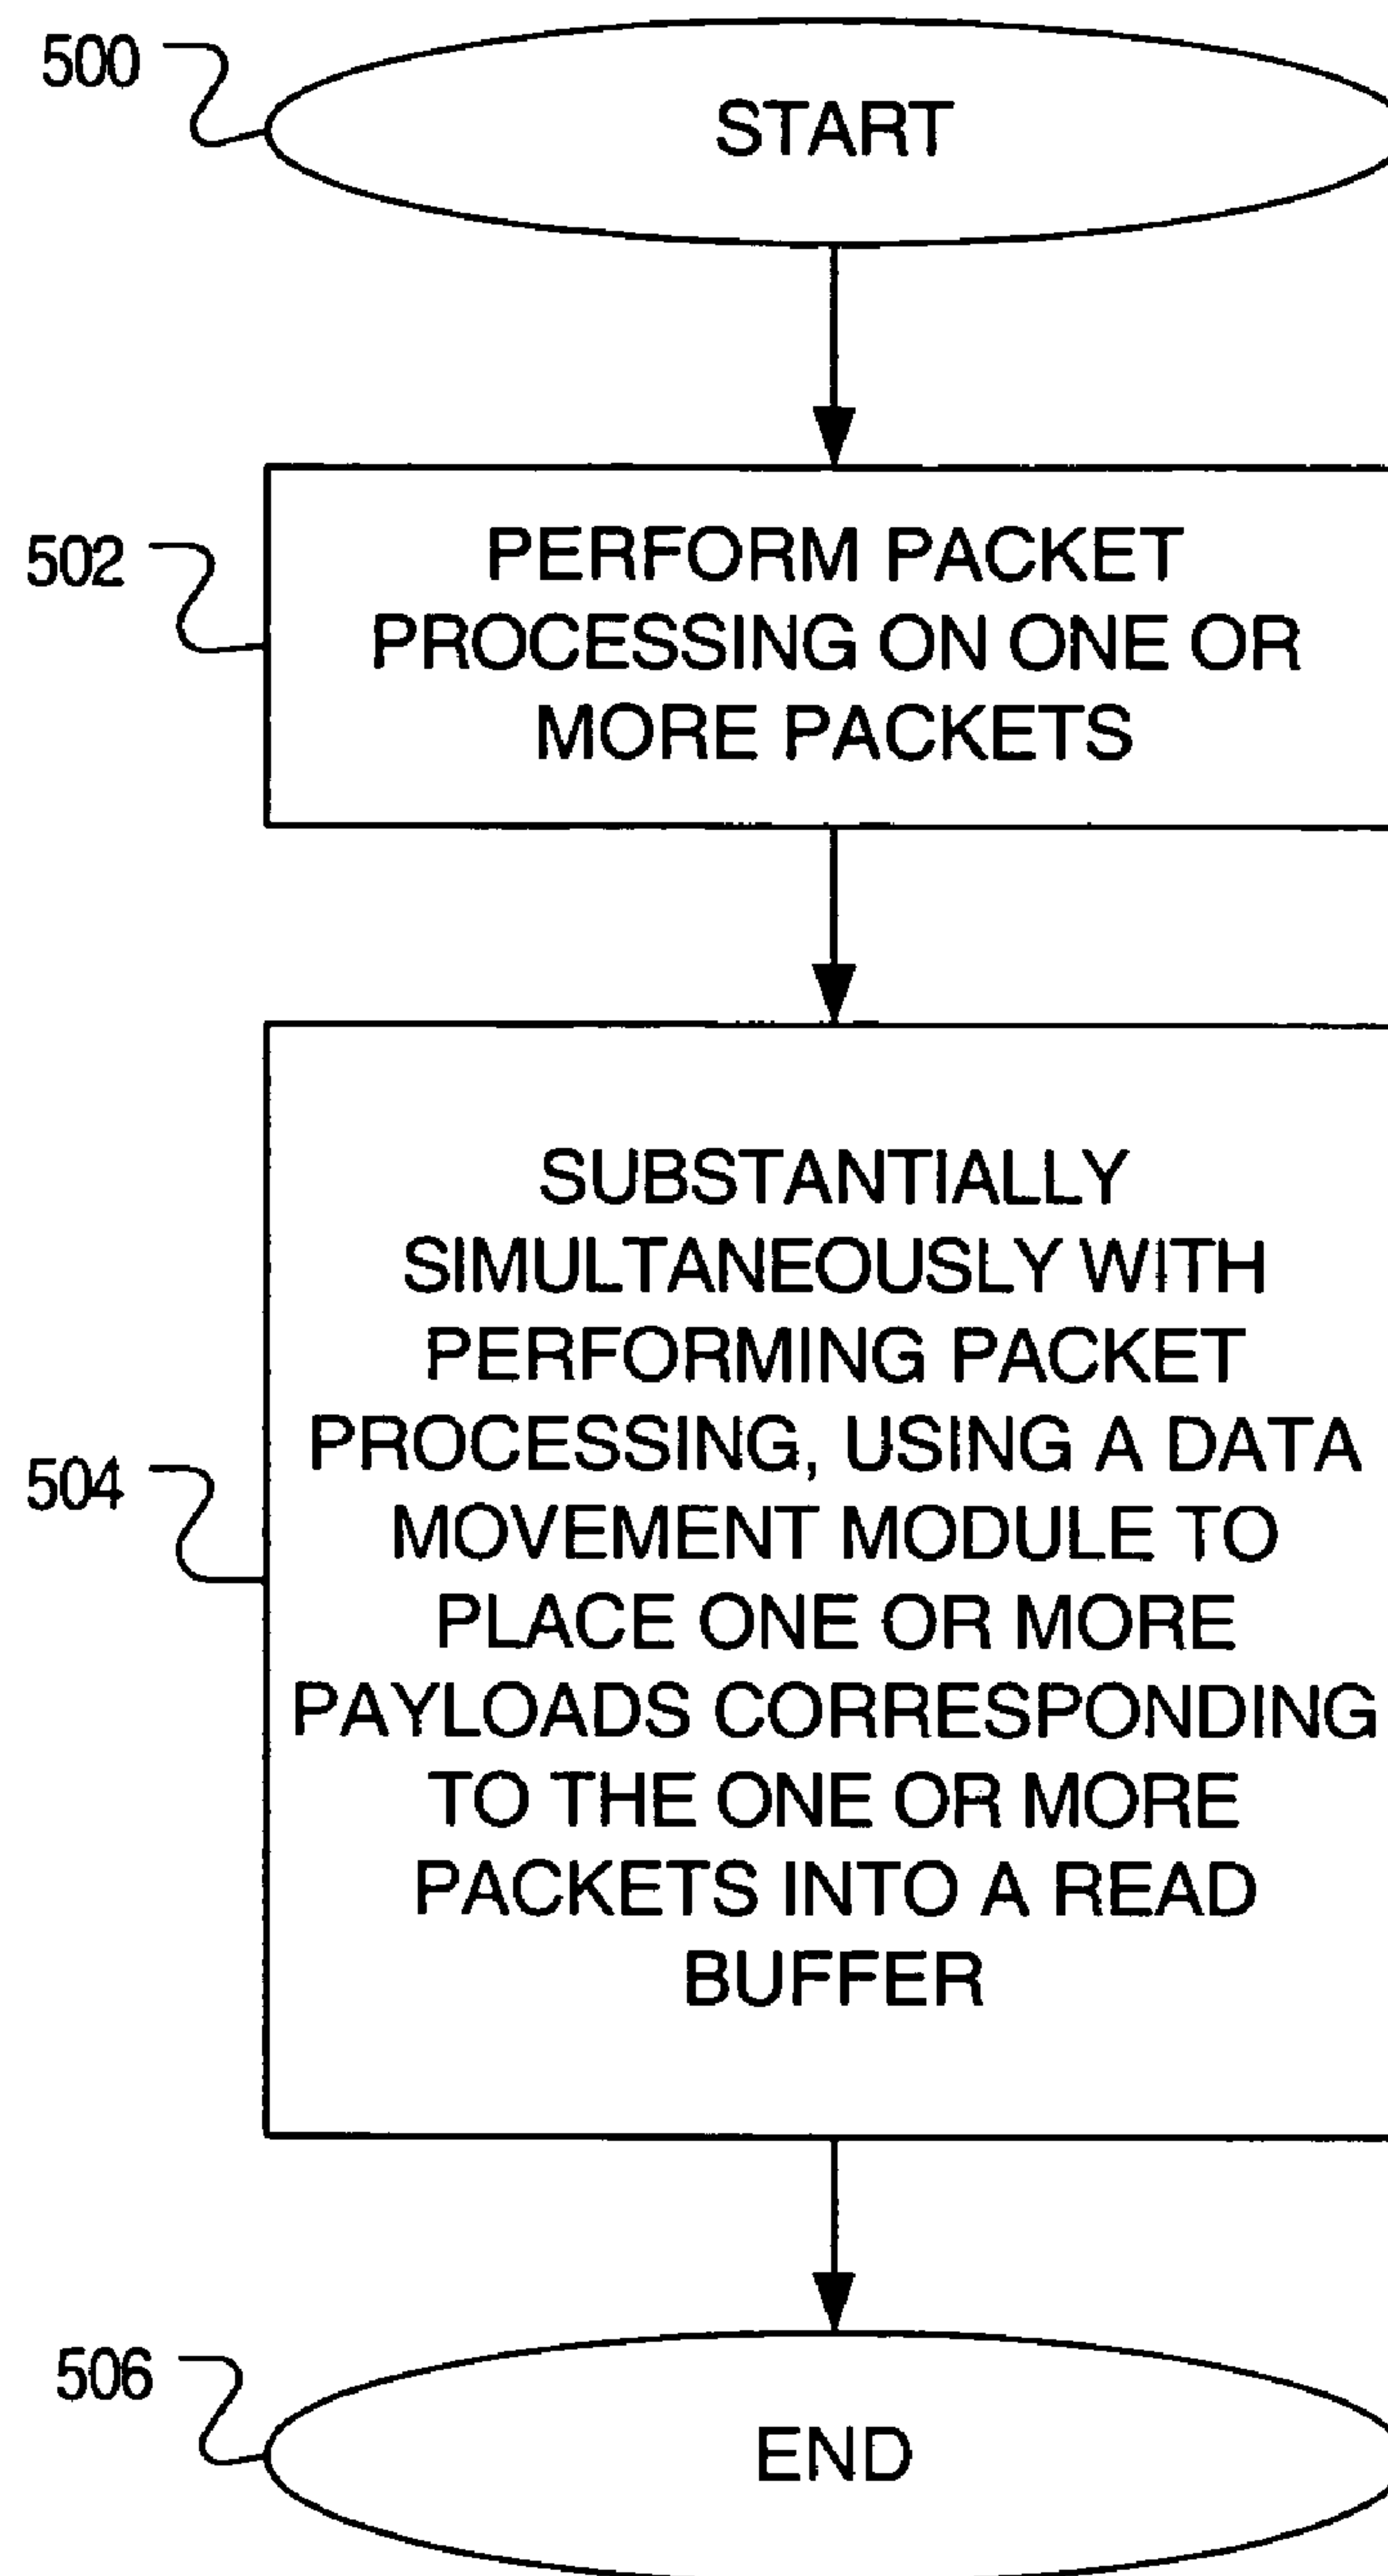 500
START
502
PERFORM PACKET
PROCESSING ON ONE OR
MORE PACKETS
SUBSTANTIALLY
SIMULTANEOUSLY WITH
PERFORMING PACKET
504
PROCESSING, USING A DATA
MOVEMENT MODULE TO
PLACE ONE OR MORE
PAYLOADS CORRESPONDING
TO THE ONE OR MORE
PACKETS INTO A READ
BUFFER
506
END